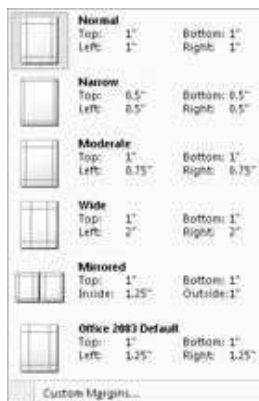 Normal
Top: 1" Bottom: 1"
Left: 1" Right: 1"
Narrow
Top: 0.5" Bottom: 0.5"
Left: 0.5" Right: 0.5"
Moderate
Top: 1" Bottom: 1"
Left: 0.75" Right: 0.75"
Wide
Top: 1" Bottom: 1"
Left: 2" Right: 2"
Mirrored
Top: 1" Bottom: 1"
Inside: 1.25" Outside: 1"
Office 2003 Default
Top: 1" Bottom: 1"
Left: 1.25" Right: 1.25"
Custom Margins...